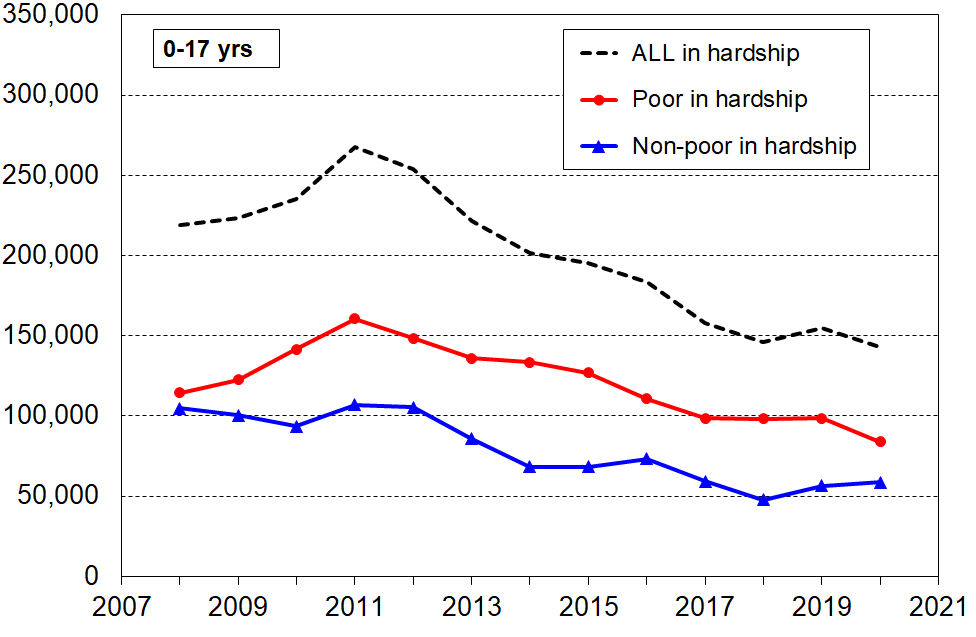 350,000
300,000
250,000
200,000
150,000
100,000
50,000
0
0-17 yrs
ALL in hardship
Poor in hardship
Non-poor in hardship
2007 2009 2011 2013 2015 2017 2019 2021